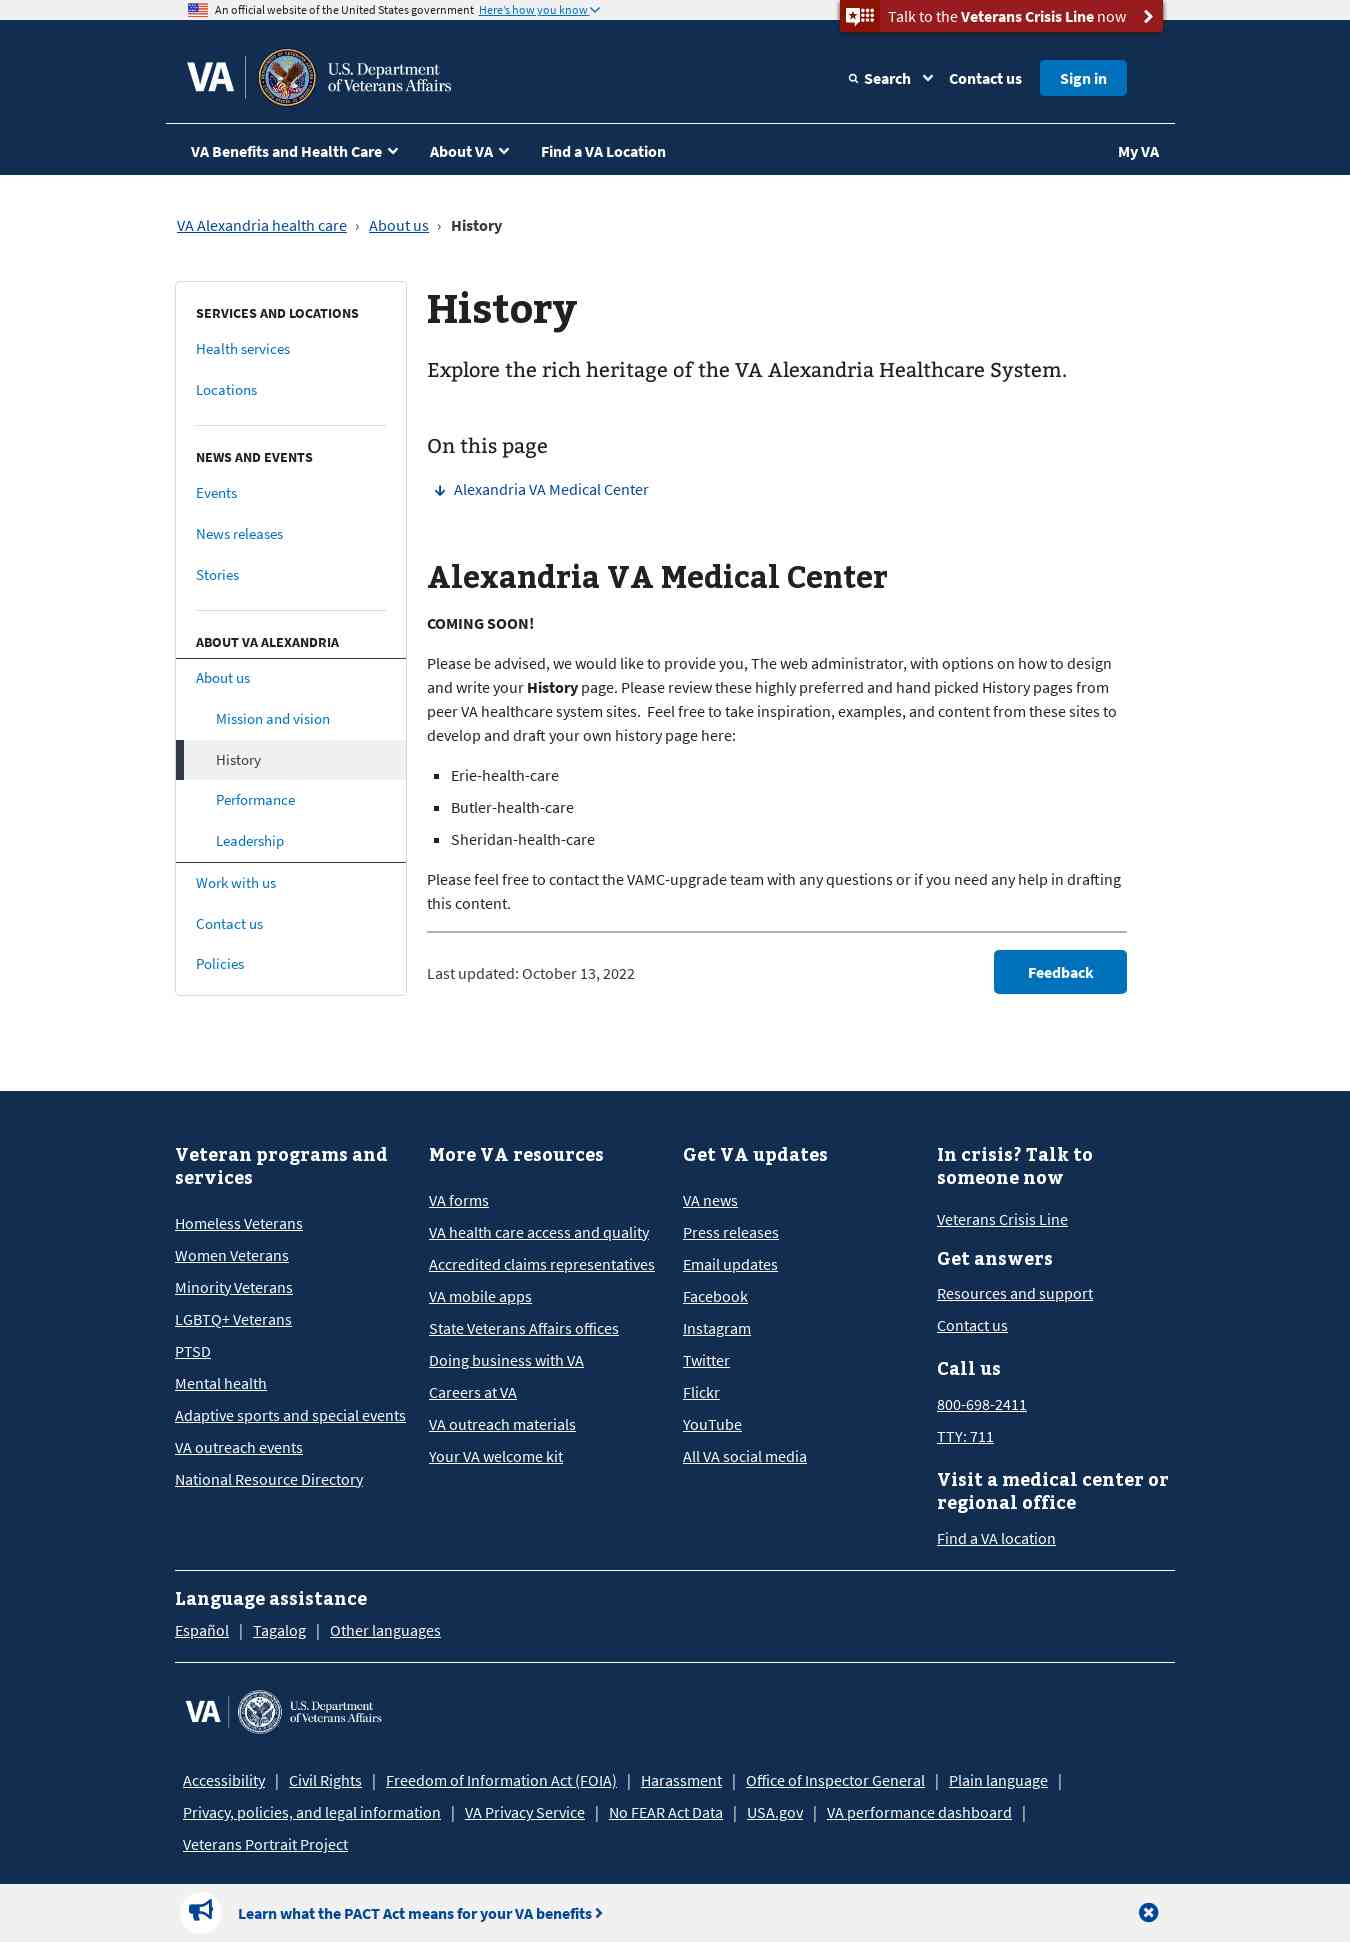 An official website of the United States government Here's how you know
Talk to the Veterans Crisis Line now
VA
U.S. Department
of Veterans Affairs
Search
Contact us
Sign in
VA Benefits and Health Care
About VA
Find a VA Location
My VA
VA Alexandria health care › About us › History
SERVICES AND LOCATIONS
Health services
Locations
NEWS AND EVENTS
Events
News releases
Stories
ABOUT VA ALEXANDRIA
About us
Mission and vision
History
Performance
Leadership
Work with us
Contact us
Policies
History
Explore the rich heritage of the VA Alexandria Healthcare System.
On this page
Alexandria VA Medical Center
Alexandria VA Medical Center
COMING SOON!
Please be advised, we would like to provide you, The web administrator, with options on how to design
and write your History page. Please review these highly preferred and hand picked History pages from
peer VA healthcare system sites.  Feel free to take inspiration, examples, and content from these sites to
develop and draft your own history page here:
Erie-health-care
Butler-health-care
Sheridan-health-care
Please feel free to contact the VAMC-upgrade team with any questions or if you need any help in drafting
this content.
Last updated: October 13, 2022
Feedback
Veteran programs and
services
Homeless Veterans
Women Veterans
Minority Veterans
LGBTQ+ Veterans
PTSD
Mental health
Adaptive sports and special events
VA outreach events
National Resource Directory
More VA resources
VA forms
VA health care access and quality
Accredited claims representatives
VA mobile apps
State Veterans Affairs offices
Doing business with VA
Careers at VA
VA outreach materials
Your VA welcome kit
Get VA updates
VA news
Press releases
Email updates
Facebook
Instagram
Twitter
Flickr
YouTube
All VA social media
In crisis? Talk to
someone now
Veterans Crisis Line
Get answers
Resources and support
Contact us
Call us
800-698-2411
TTY: 711
Visit a medical center or
regional office
Find a VA location
Language assistance
Español | Tagalog | Other languages
VA
U.S. Department
of Veterans Affairs
Accessibility | Civil Rights | Freedom of Information Act (FOIA) | Harassment | Office of Inspector General | Plain language |
Privacy, policies, and legal information | VA Privacy Service | No FEAR Act Data | USA.gov | VA performance dashboard |
Veterans Portrait Project
Learn what the PACT Act means for your VA benefits